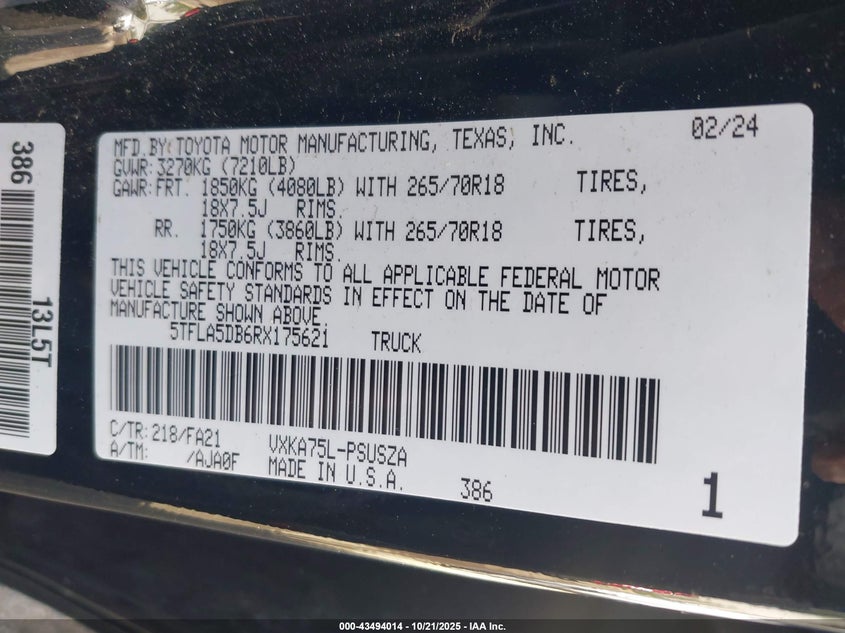 386
13L5T
MFD.BY:TOYOTA MOTOR MANUFACTURING, TEXAS, INC. 02/24
GVWR:3270KG (7210LB)
GAWR:FRT. 1850KG (4080LB) WITH 265/70R18 TIRES,
18X7.5J RIMS.
RR. 1750KG (3860LB) WITH 265/70R18 TIRES,
18X7.5J RIMS.
THIS VEHICLE CONFORMS TO ALL APPLICABLE FEDERAL MOTOR
VEHICLE SAFETY STANDARDS IN EFFECT ON THE DATE OF
MANUFACTURE SHOWN ABOVE.
5TFLA5DB6RX175621 TRUCK
C/TR:218/FA21 VXKA75L-PSUSZA
A/TM: /AJA0F MADE IN U.S.A. 386
1
000-43494014 - 10/21/2025 - IAA Inc.